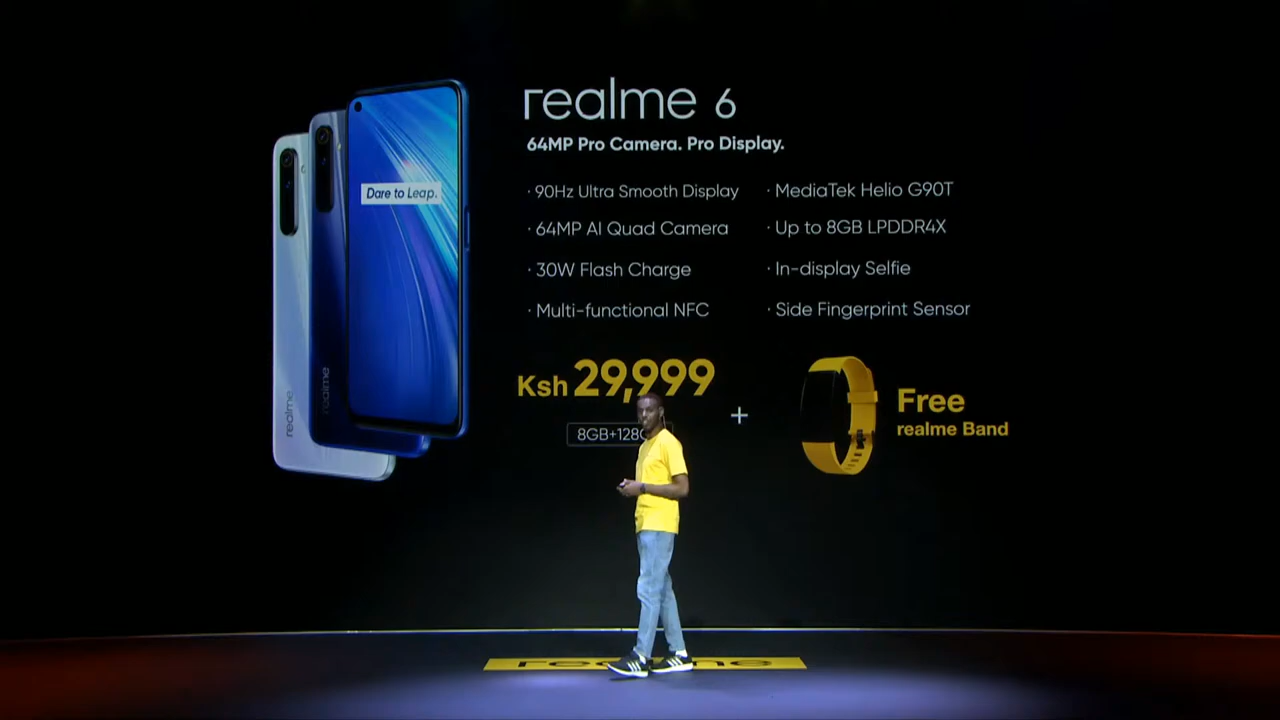 realme 6
64MP Pro Camera. Pro Display.
· 90Hz Ultra Smooth Display
· MediaTek Helio G90T
· 64MP AI Quad Camera
· Up to 8GB LPDDR4X
· 30W Flash Charge
· In-display Selfie
· Multi-functional NFC
· Side Fingerprint Sensor
Dare to Leap.
realme
realme
Ksh 29,999
+
Free
realme Band